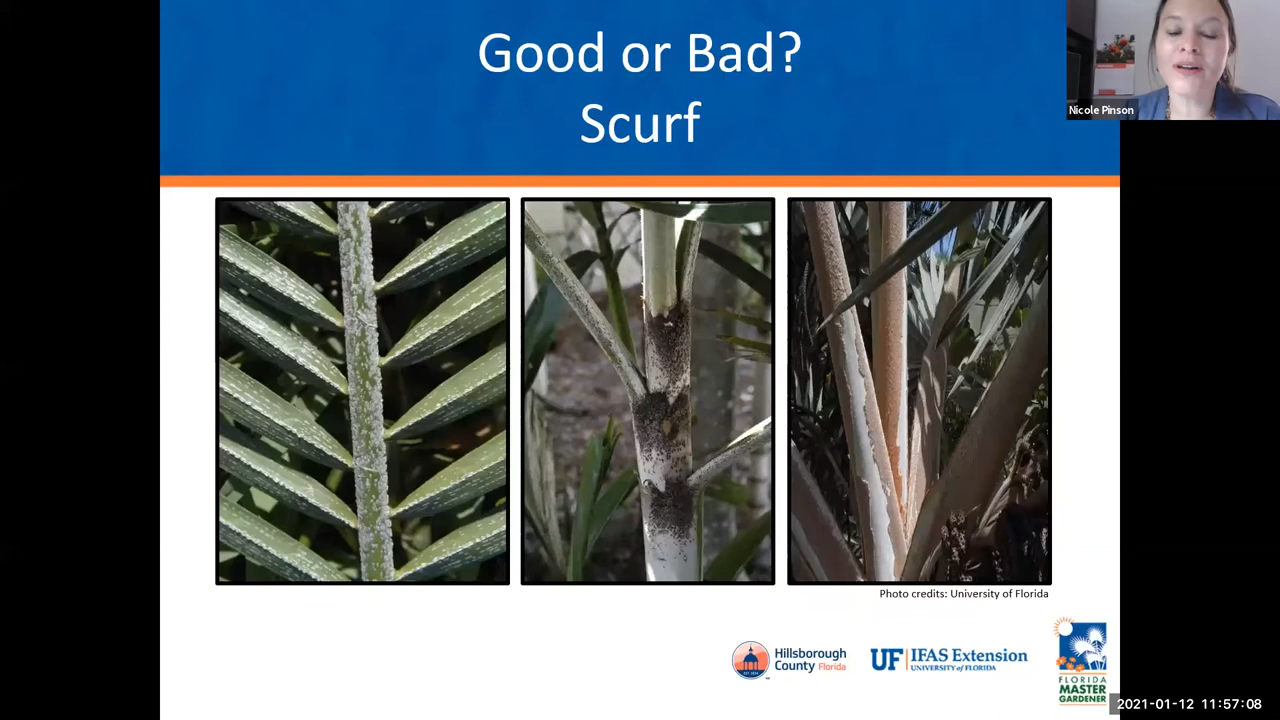 Good or Bad?
Scurf
Nicole Pinson
Photo credits: University of Florida
Hillsborough
County Florida
UF IFAS Extension
UNIVERSITY of FLORIDA
FLORIDA
MASTER
GARDENER
2021-01-12 11:57:08